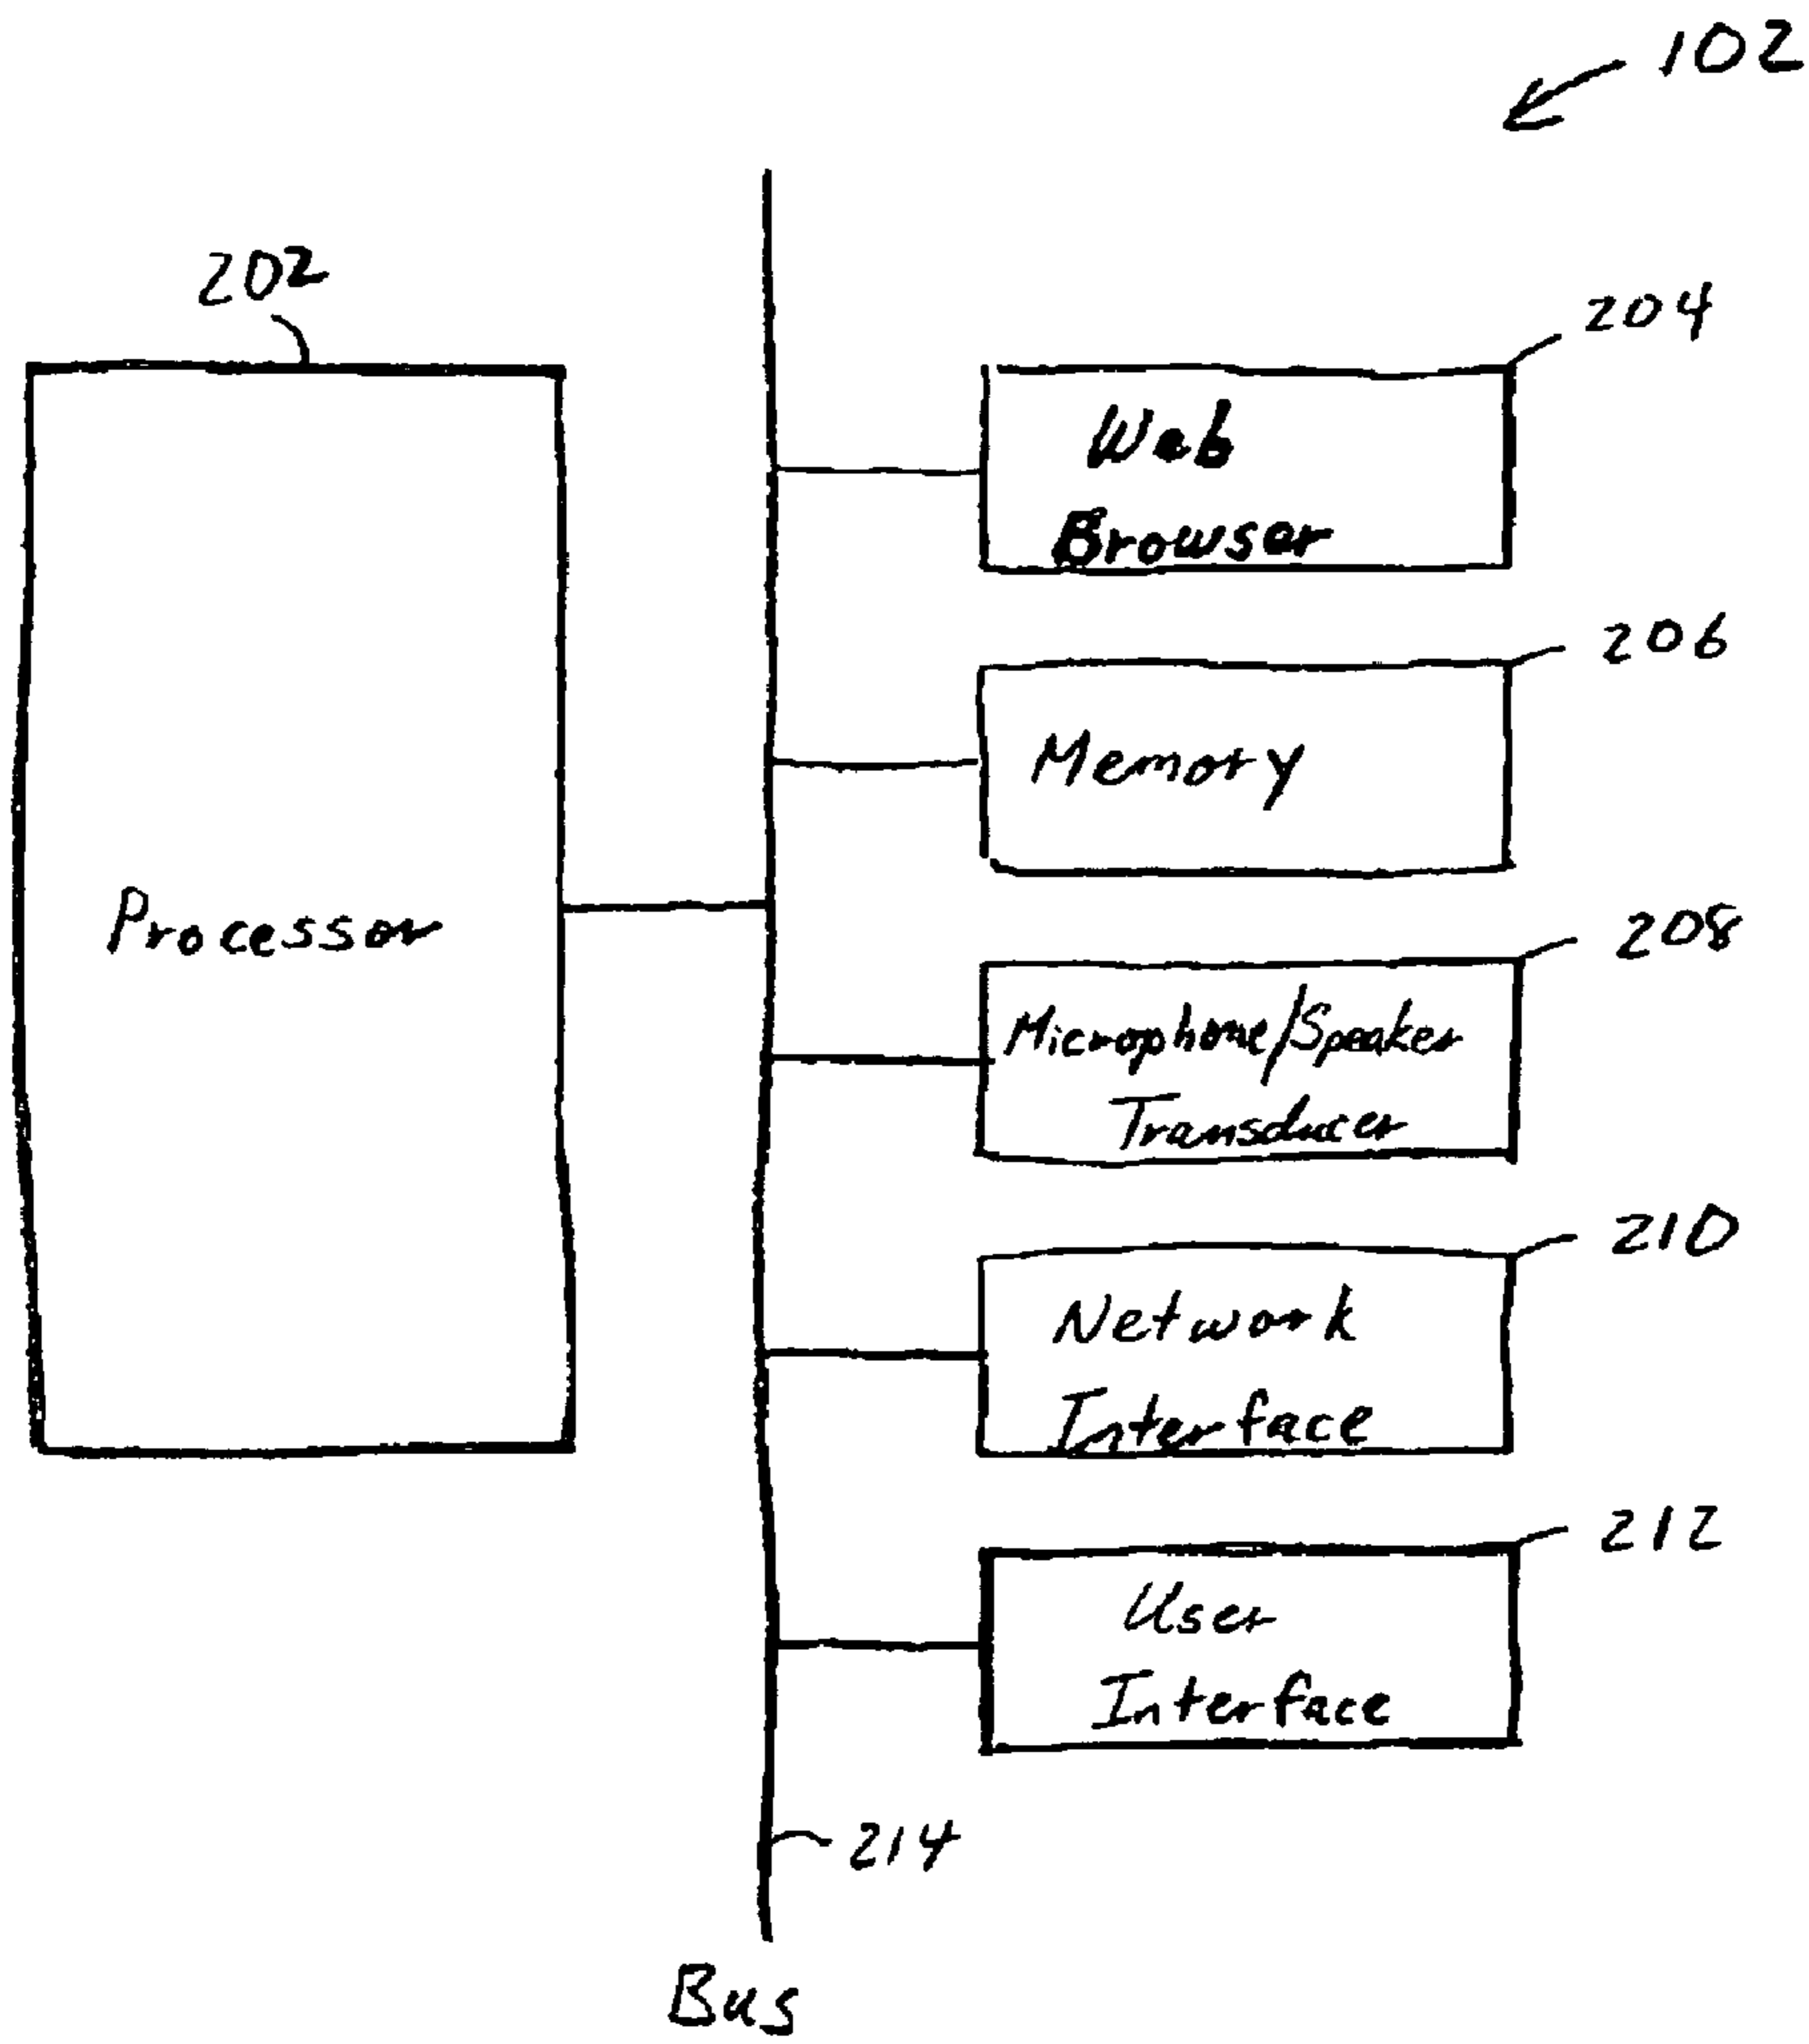 102
202
204
Web
Browser
206
Memory
Processor
208
Microphone/Speaker
Transducer
210
Network
Interface
212
User
Interface
214
Bus